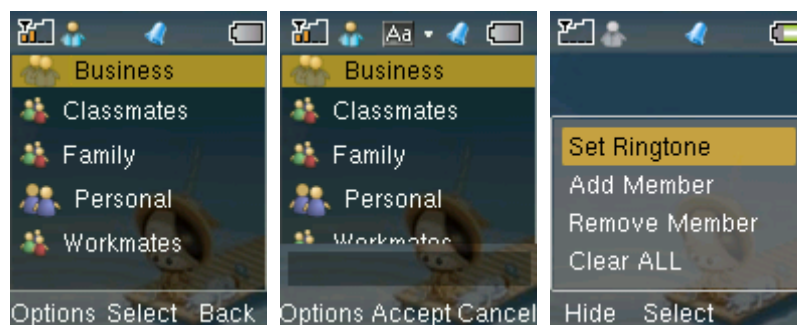 Business
Classmates
Family
Personal
Workmates
Options Select Back
Aa
Business
Classmates
Family
Personal
Workmates
Options Accept Cancel
Set Ringtone
Add Member
Remove Member
Clear ALL
Hide Select